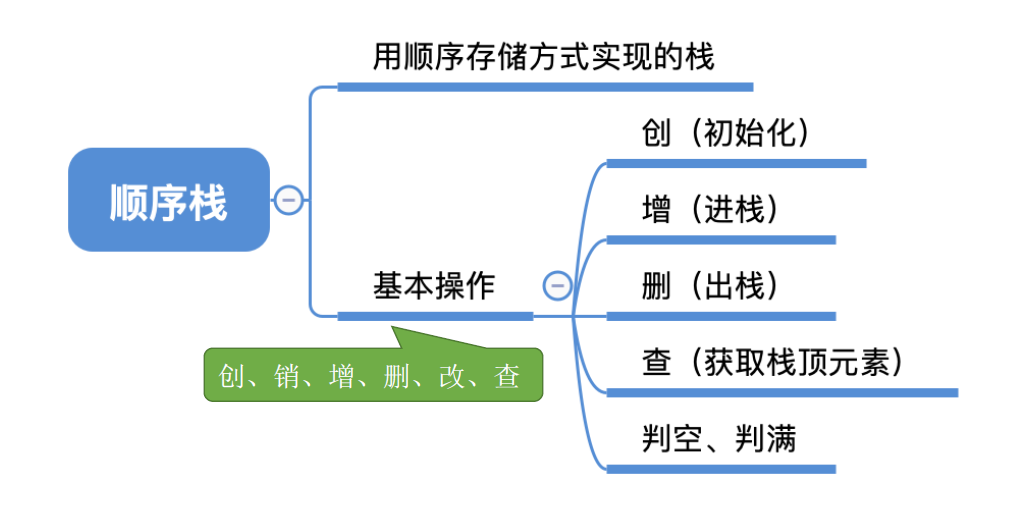 用顺序存储方式实现的栈
创（初始化）
顺序栈
增（进栈）
基本操作
删（出栈）
创、销、增、删、改、查
查（获取栈顶元素）
判空、判满